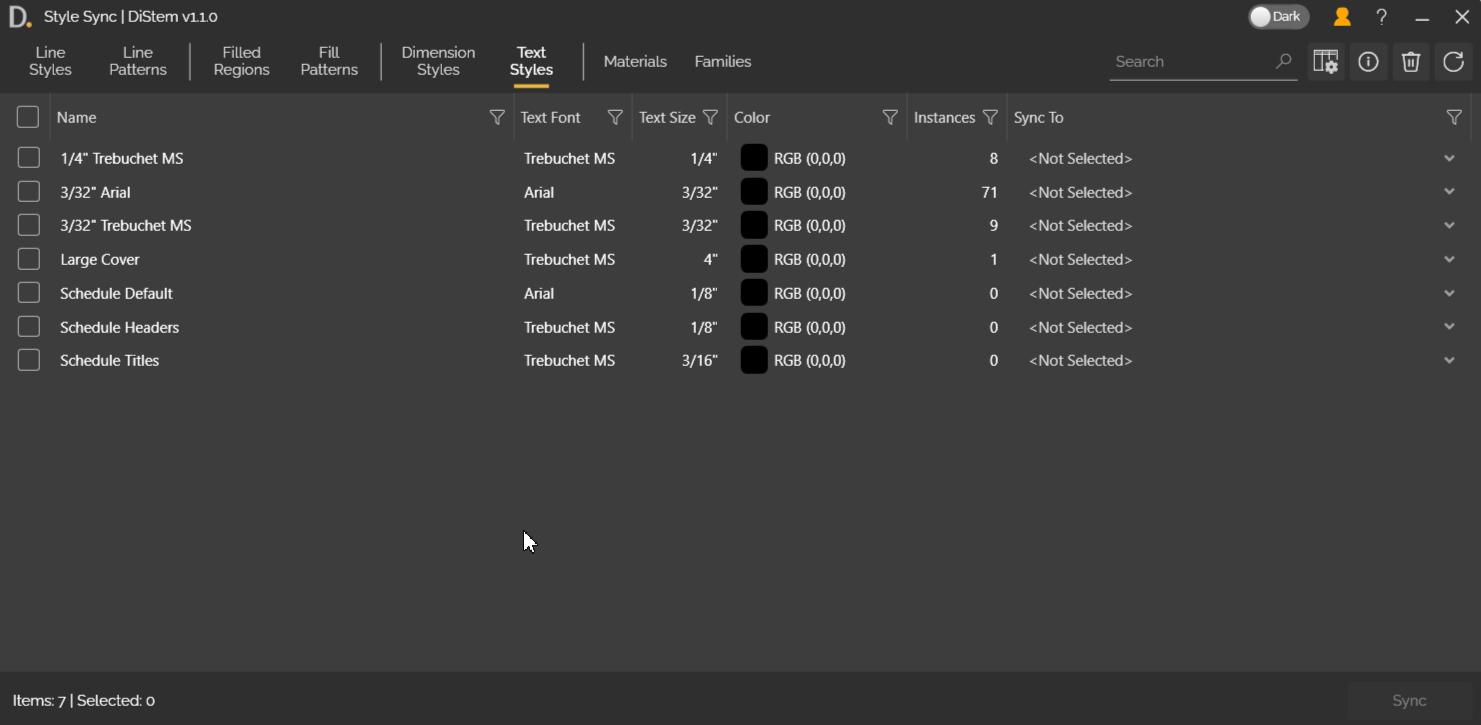 D. Style Sync | DiStem v1.1.0 Dark ?
Line Styles Line Patterns Filled Regions Fill Patterns Dimension Styles Text Styles Materials Families Search
Name Text Font Text Size Color Instances Sync To
1/4" Trebuchet MS Trebuchet MS 1/4" RGB (0,0,0) 8 <Not Selected>
3/32" Arial Arial 3/32" RGB (0,0,0) 71 <Not Selected>
3/32" Trebuchet MS Trebuchet MS 3/32" RGB (0,0,0) 9 <Not Selected>
Large Cover Trebuchet MS 4" RGB (0,0,0) 1 <Not Selected>
Schedule Default Arial 1/8" RGB (0,0,0) 0 <Not Selected>
Schedule Headers Trebuchet MS 1/8" RGB (0,0,0) 0 <Not Selected>
Schedule Titles Trebuchet MS 3/16" RGB (0,0,0) 0 <Not Selected>
Items: 7 | Selected: 0 Sync